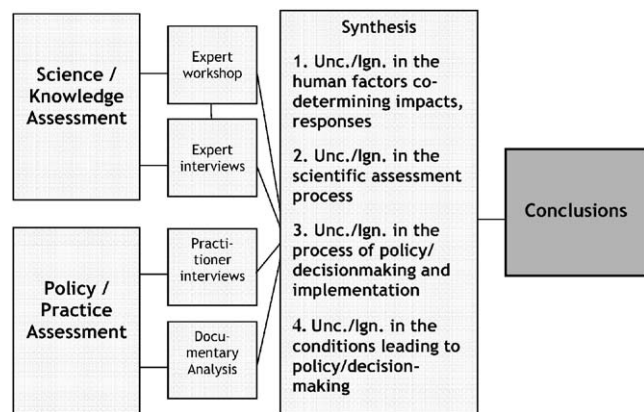 Science /
Knowledge
Assessment
Policy /
Practice
Assessment
Expert
workshop
Expert
interviews
Practi-
tioner
interviews
Docu-
mentary
Analysis
Synthesis
1. Unc./Ign. in the
human factors co-
determining impacts,
responses
2. Unc./Ign. in the
scientific assessment
process
3. Unc./Ign. in the
process of policy/
decisionmaking and
implementation
4. Unc./Ign. in the
conditions leading to
policy/decision-
making
Conclusions